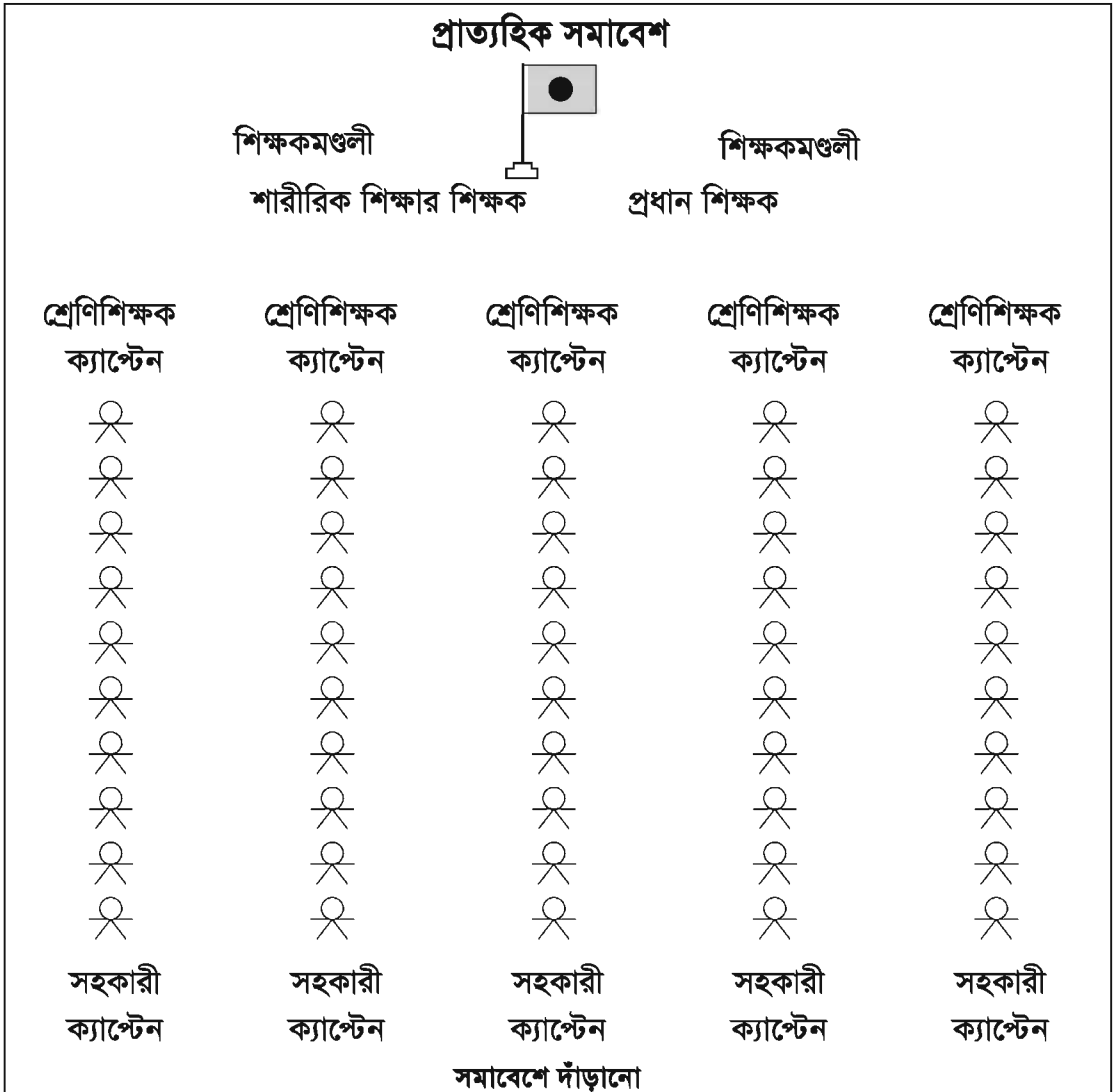 প্রাত্যহিক সমাবেশ
শিক্ষকমণ্ডলী শিক্ষকমণ্ডলী
শারীরিক শিক্ষার শিক্ষক প্রধান শিক্ষক
শ্রেণিশিক্ষক শ্রেণিশিক্ষক শ্রেণিশিক্ষক শ্রেণিশিক্ষক শ্রেণিশিক্ষক
ক্যাপ্টেন ক্যাপ্টেন ক্যাপ্টেন ক্যাপ্টেন ক্যাপ্টেন
সহকারী সহকারী সহকারী সহকারী সহকারী
ক্যাপ্টেন ক্যাপ্টেন ক্যাপ্টেন ক্যাপ্টেন ক্যাপ্টেন
সমাবেশে দাঁড়ানো